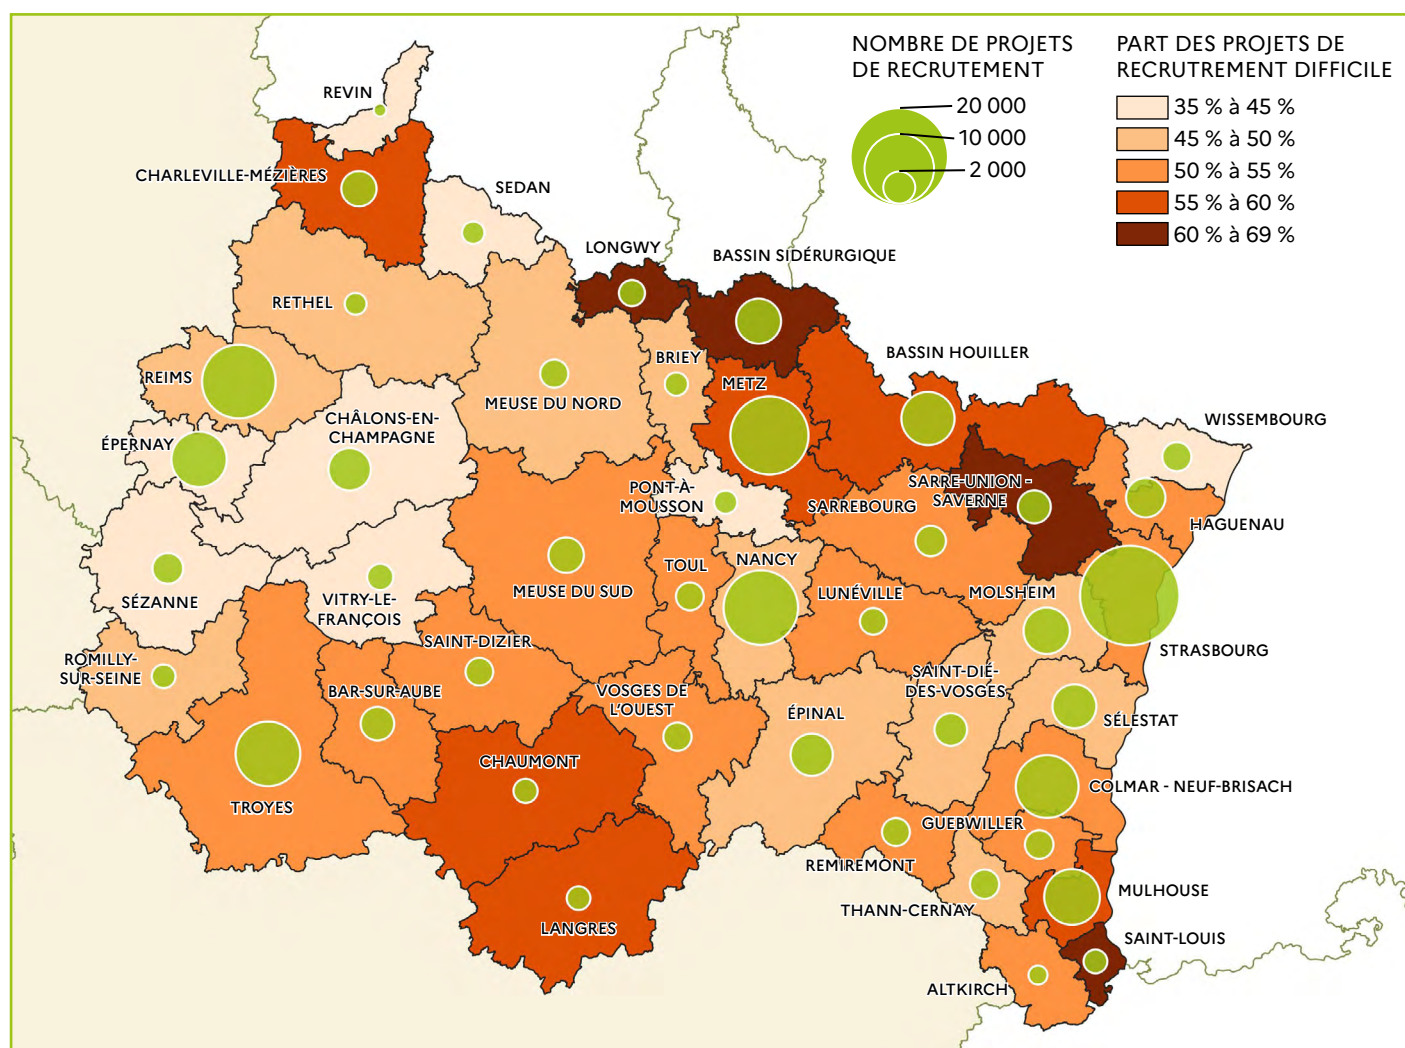 NOMBRE DE PROJETS
DE RECRUTEMENT
20 000
10 000
2 000
PART DES PROJETS DE
RECRUTREMENT DIFFICILE
35 % à 45 %
45 % à 50 %
50 % à 55 %
55 % à 60 %
60 % à 69 %
REVIN
CHARLEVILLE-MÉZIÈRES
SEDAN
LONGWY
BASSIN SIDÉRURGIQUE
RETHEL
BRIEY
BASSIN HOUILLER
REIMS
METZ
MEUSE DU NORD
CHÂLONS-EN-
CHAMPAGNE
WISSEMBOURG
ÉPERNAY
PONT-À-
MOUSSON
SARREBOURG
SARRE-UNION -
SAVERNE
HAGUENAU
SÉZANNE
VITRY-LE-
FRANÇOIS
MEUSE DU SUD
TOUL
NANCY
LUNÉVILLE
MOLSHEIM
STRASBOURG
ROMILLY-
SUR-SEINE
SAINT-DIZIER
BAR-SUR-AUBE
VOSGES DE
L'OUEST
ÉPINAL
SAINT-DIÉ-
DES-VOSGES
SÉLESTAT
CHAUMONT
COLMAR - NEUF-BRISACH
TROYES
GUEBWILLER
REMIREMONT
MULHOUSE
THANN-CERNAY
LANGRES
SAINT-LOUIS
ALTKIRCH